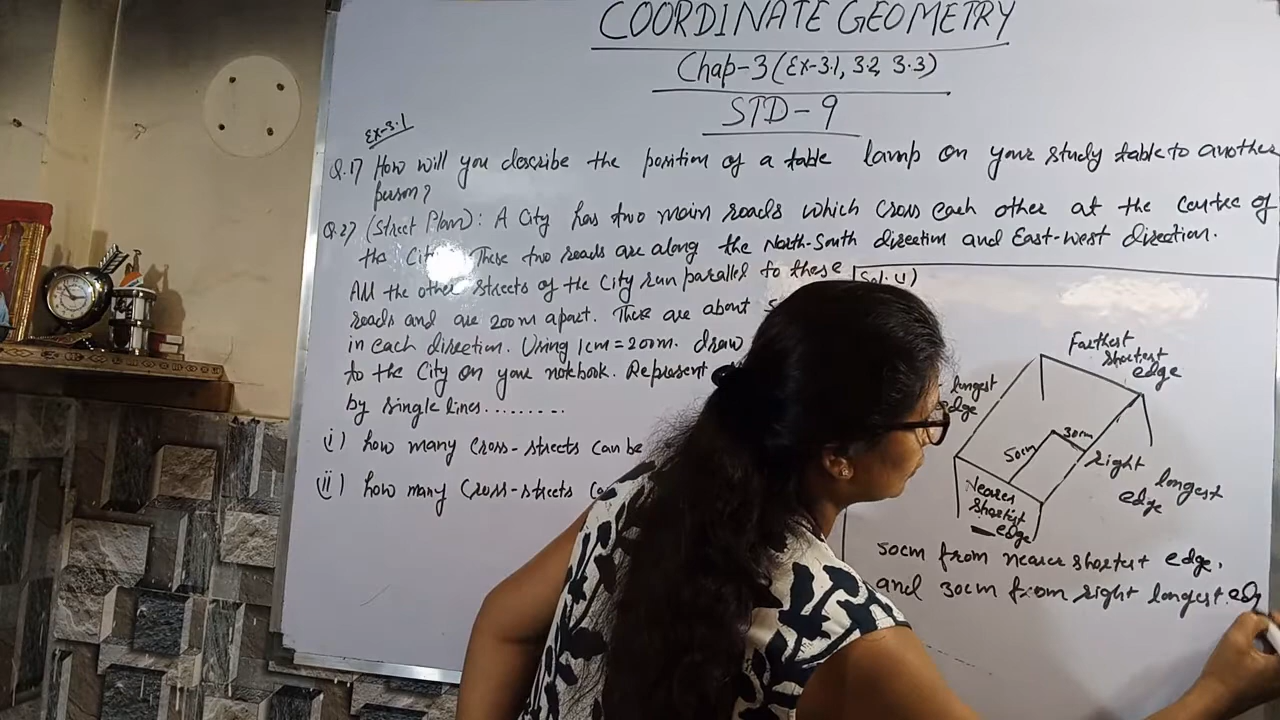 COORDINATE GEOMETRY
Chap-3 (Ex-3.1, 3.2, 3.3)
STD-9
Ex-3.1
Q.1) How will you describe the position of a table lamp on your study table to another
person?
Q.2) (Street Plan): A City has two main roads which cross each other at the centre of
the City. These two roads are along the North-South direction and East-West direction.
All the other streets of the City run parallel to these
roads and are 200m apart. There are about 5
in each direction. Using 1cm = 200m. draw
to the City on your notebook. Represent
by single lines.........
i) how many Cross-streets can be
(ii) how many Cross-streets
Sol. 1)
Farthest
shortest
edge
longest
edge
30cm
50cm
right
longest
edge
Nearer
shortest
edge
50cm from nearer shortest edge.
and 30cm from right longest. edg